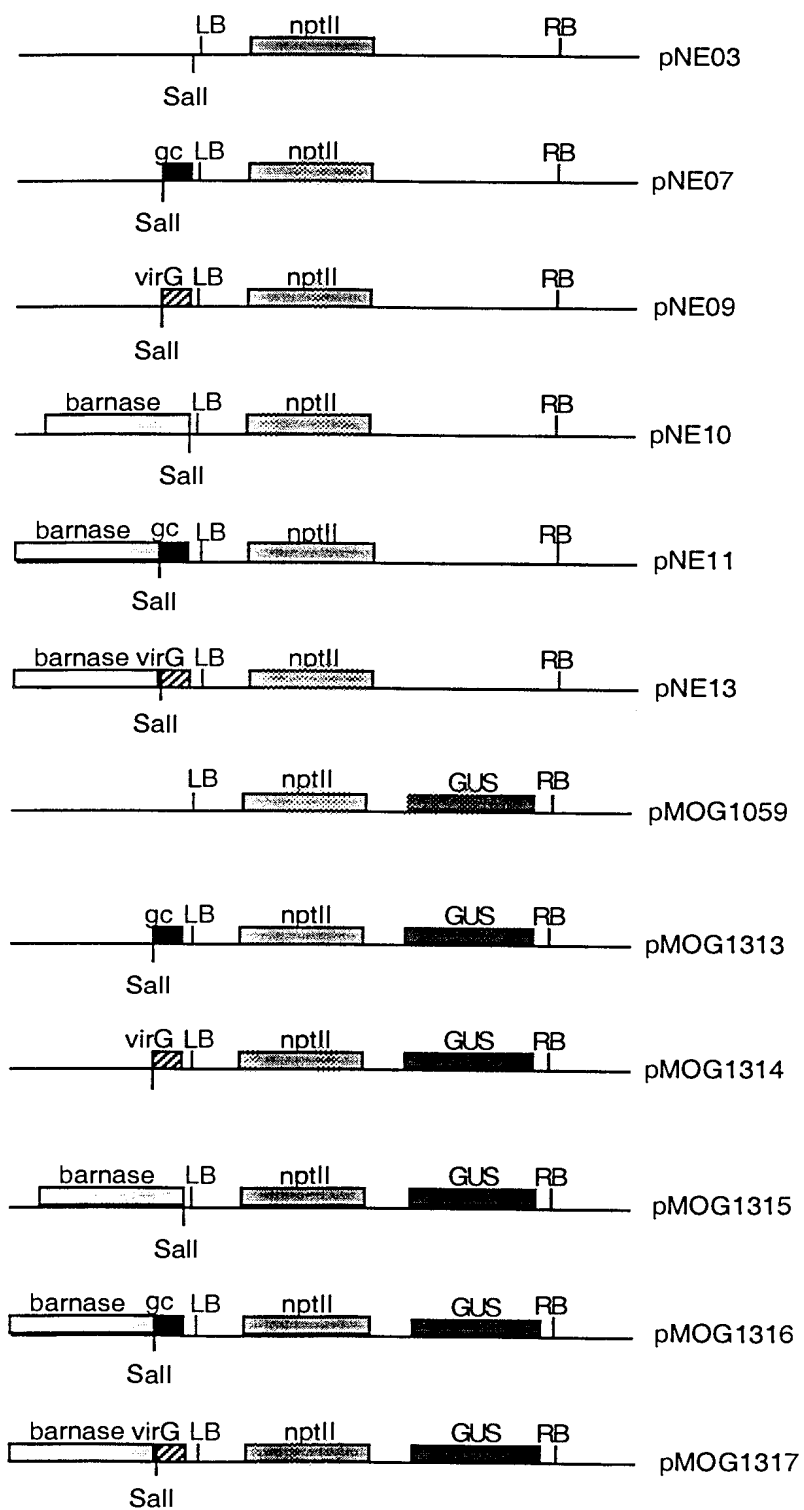 LB nptII RB
pNE03
SalI
gc LB nptII RB
pNE07
SalI
virG LB nptII RB
pNE09
SalI
barnase LB nptII RB
pNE10
SalI
barnase gc LB nptII RB
pNE11
SalI
barnase virG LB nptII RB
pNE13
SalI
LB nptII GUS RB
pMOG1059
gc LB nptII GUS RB
pMOG1313
SalI
virG LB nptII GUS RB
pMOG1314
barnase LB nptII GUS RB
pMOG1315
SalI
barnase gc LB nptII GUS RB
pMOG1316
SalI
barnase virG LB nptII GUS RB
pMOG1317
SalI